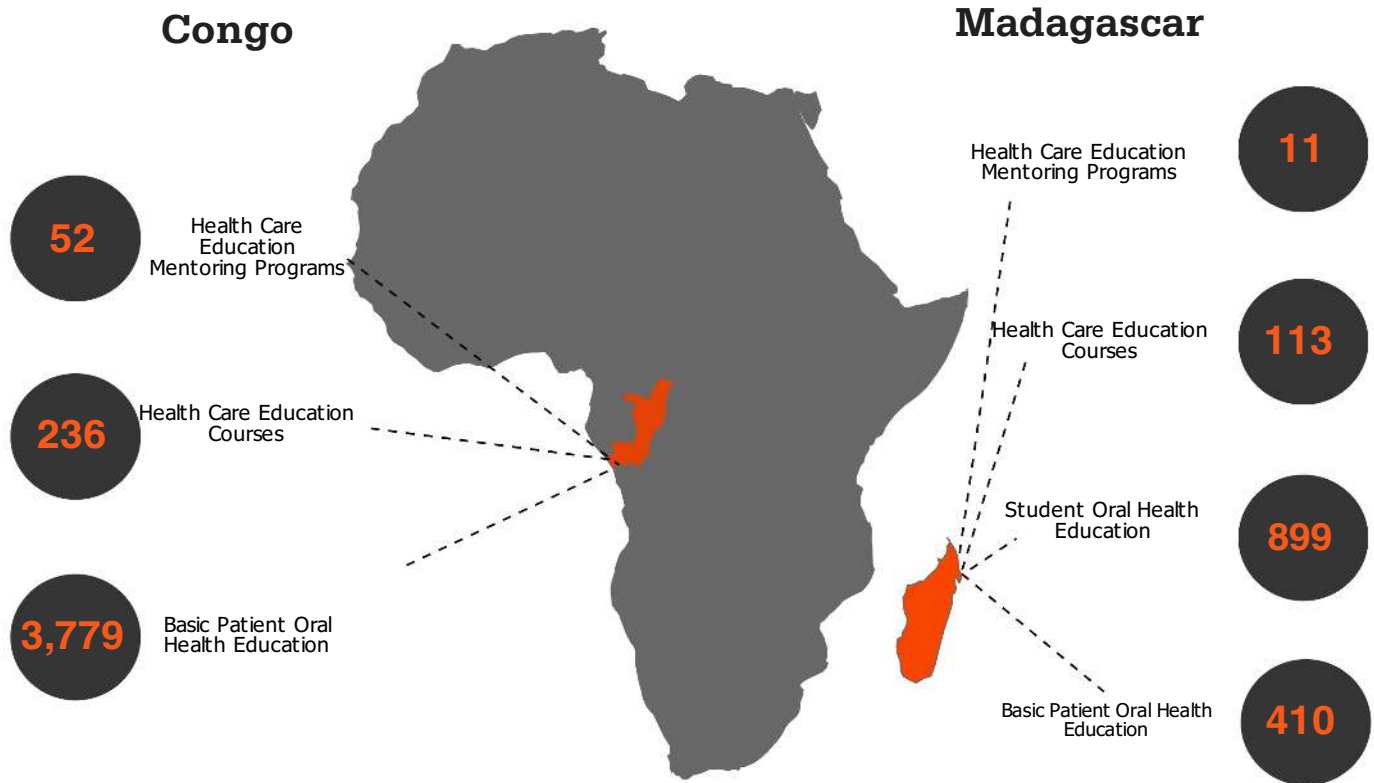 Congo
52
Health Care
Education
Mentoring Programs
236
Health Care Education
Courses
3,779
Basic Patient Oral
Health Education
Madagascar
Health Care Education
Mentoring Programs
11
Health Care Education
Courses
113
Student Oral Health
Education
899
Basic Patient Oral Health
Education
410